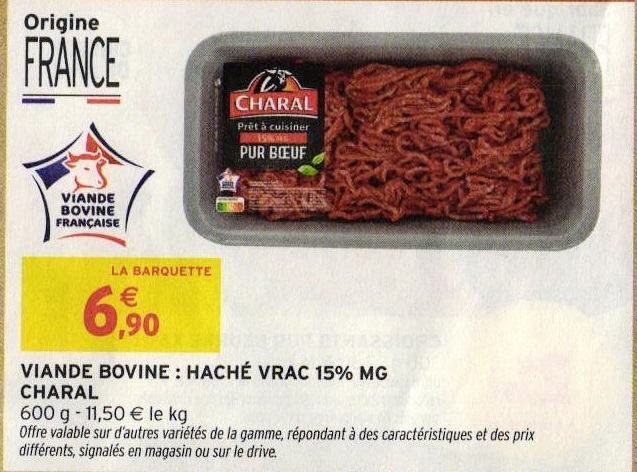 Origine
FRANCE
VIANDE
BOVINE
FRANÇAISE
CHARAL
Prêt à cuisiner
15% MG
PUR BŒUF
LA BARQUETTE
6€,90
VIANDE BOVINE : HACHÉ VRAC 15% MG
CHARAL
600 g - 11,50 € le kg
Offre valable sur d'autres variétés de la gamme, répondant à des caractéristiques et des prix
différents, signalés en magasin ou sur le drive.